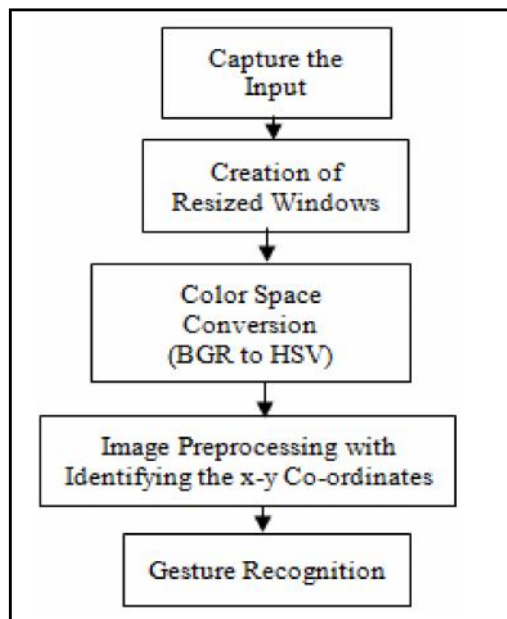 Capture the
Input
Creation of
Resized Windows
Color Space
Conversion
(BGR to HSV)
Image Preprocessing with
Identifying the x-y Co-ordinates
Gesture Recognition